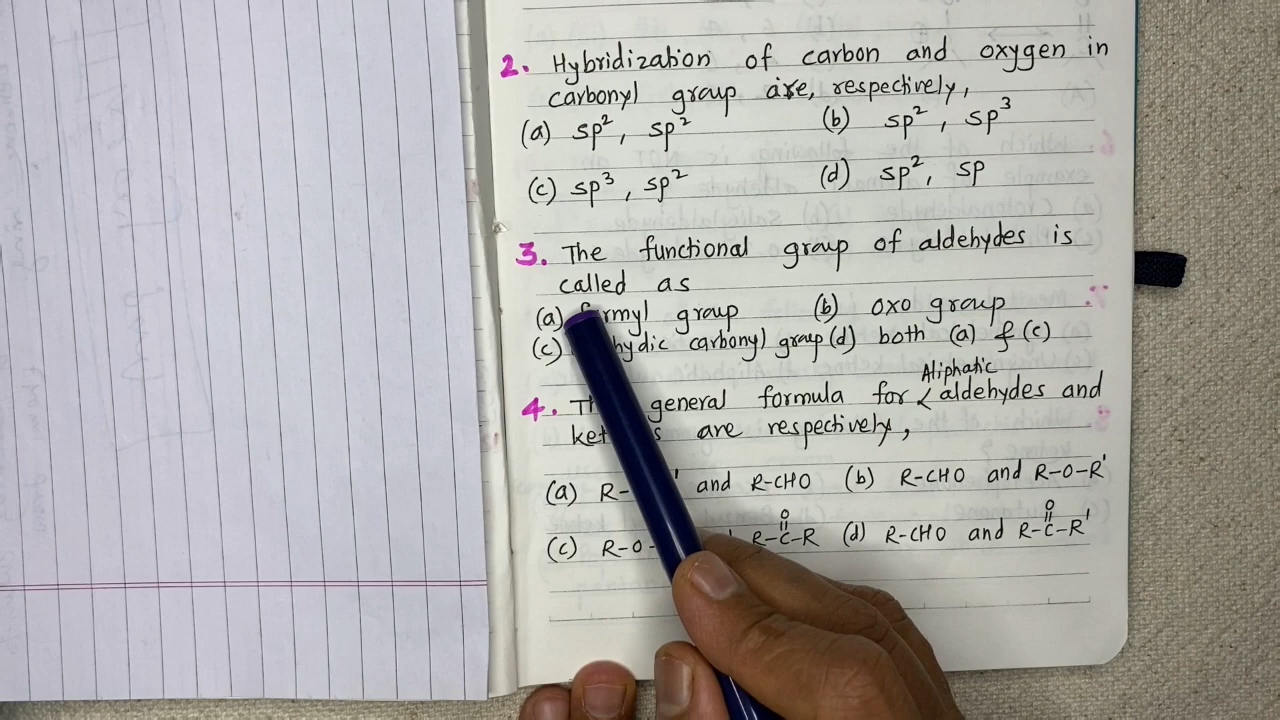 2. Hybridization of carbon and oxygen in
carbonyl group are, respectively,
(a) sp², sp² (b) sp², sp³
(c) sp³, sp² (d) sp², sp
3. The functional group of aldehydes is
called as
(a) group (b) oxo group
(c) carbonyl group (d) both (a) & (c)
Aliphatic
4. general formula for < aldehydes and
are respectively,
(a) R- and R-CHO (b) R-CHO and R-O-R'
O O
|| ||
(c) R-O- R-C-R (d) R-CHO and R-C-R'